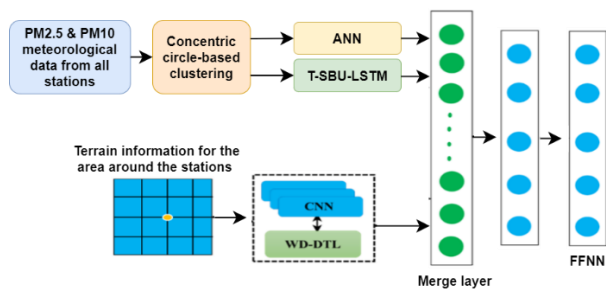 PM2.5 & PM10
meteorological
data from all
stations
Concentric
circle-based
clustering
ANN
T-SBU-LSTM
Terrain information for the
area around the stations
CNN
WD-DTL
Merge layer
FFNN